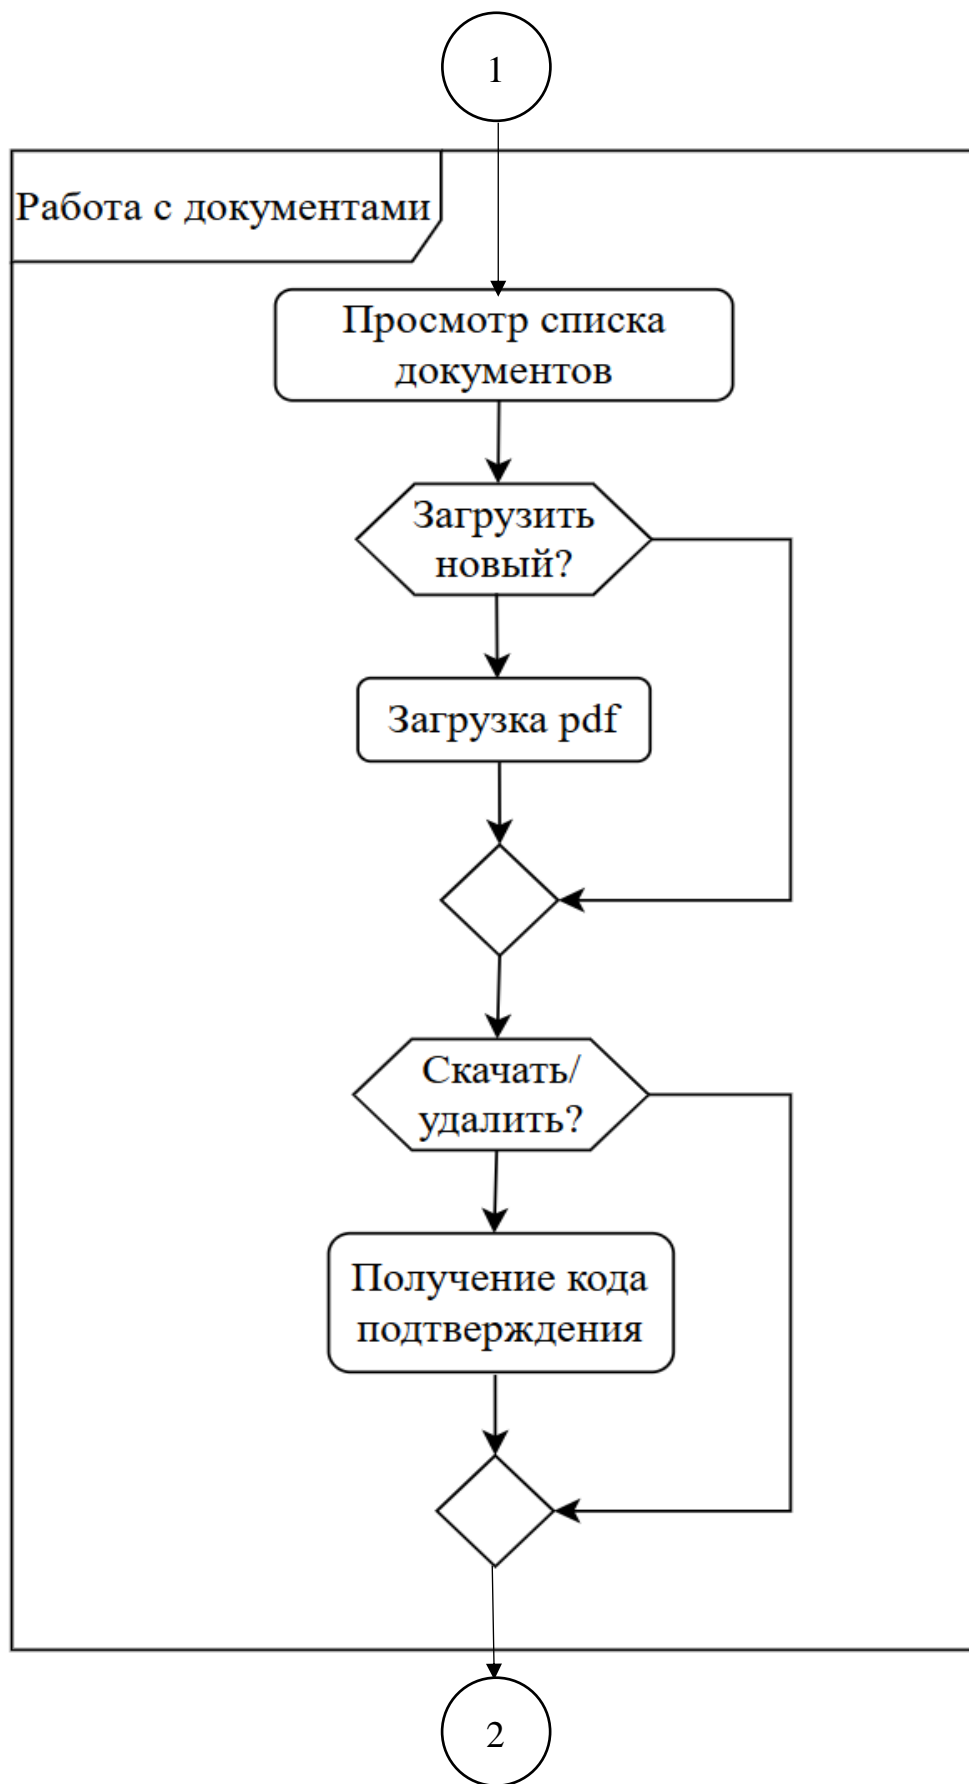 1
Работа с документами
Просмотр списка
документов
Загрузить
новый?
Загрузка pdf
Скачать/
удалить?
Получение кода
подтверждения
2